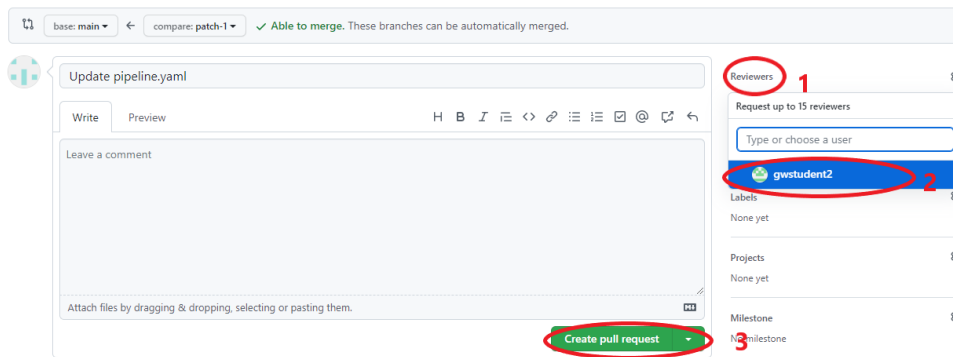 base: main ← compare: patch-1 ✓ Able to merge. These branches can be automatically merged.
Update pipeline.yaml
Write Preview H B I
Leave a comment
Attach files by dragging & dropping, selecting or pasting them.
Create pull request 3
Reviewers 1
Request up to 15 reviewers
Type or choose a user
gwstudent2 2
Labels
None yet
Projects
None yet
Milestone
No milestone